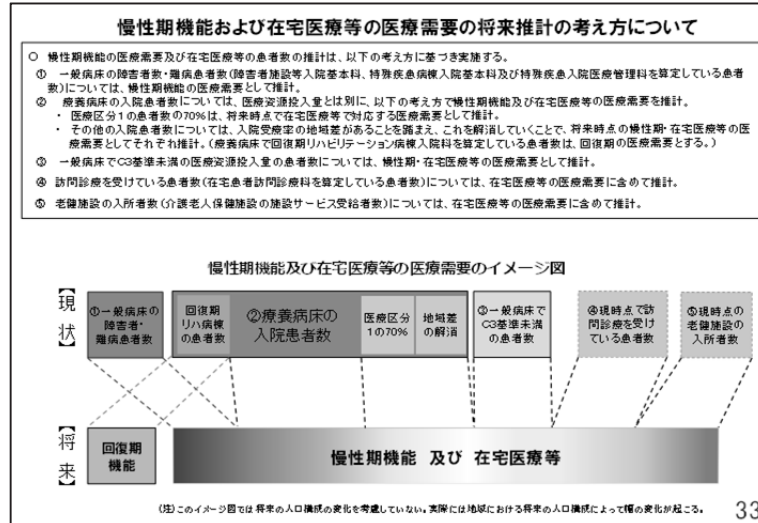 慢性期機能および在宅医療等の医療需要の将来推計の考え方について
○ 慢性期機能の医療需要及び在宅医療等の患者数の推計は、以下の考え方に基づき実施する。
① 一般病床の障害者数・難病患者数(障害者施設等入院基本料、特殊疾患病棟入院基本料及び特殊疾患入院医療管理料を算定している患者
数)については、慢性期機能の医療需要として推計。
② 療養病床の入院患者数については、医療資源投入量とは別に、以下の考え方で慢性期機能及び在宅医療等の医療需要を推計。
・ 医療区分1の患者数の70%は、将来時点で在宅医療等で対応する医療需要として推計。
・ その他の入院患者数については、入院受療率の地域差があることを踏まえ、これを解消していくことで、将来時点の慢性期・在宅医療等の医
療需要としてそれぞれ推計。(療養病床で回復期リハビリテーション病棟入院料を算定している患者数は、回復期の医療需要とする。)
③ 一般病床でC3基準未満の医療資源投入量の患者数については、慢性期・在宅医療等の医療需要として推計。
④ 訪問診療を受けている患者数(在宅患者訪問診療料を算定している患者数)については、在宅医療等の医療需要に含めて推計。
⑤ 老健施設の入所者数(介護老人保健施設の施設サービス受給者数)については、在宅医療等の医療需要に含めて推計。
慢性期機能及び在宅医療等の医療需要のイメージ図
【現状】
①一般病床の
障害者・
難病患者数
回復期
リハ病棟
の患者数
②療養病床の
入院患者数
医療区分
1の70%
地域差
の解消
③一般病床で
C3基準未満
の患者数
④現時点で訪
問診療を受け
ている患者数
⑤現時点の
老健施設の
入所者数
【将来】
回復期
機能
慢性期機能 及び 在宅医療等
(注)このイメージ図では将来の人口構成の変化を考慮していない。実際には地域における将来の人口構成によって幅の変化が起こる。
33